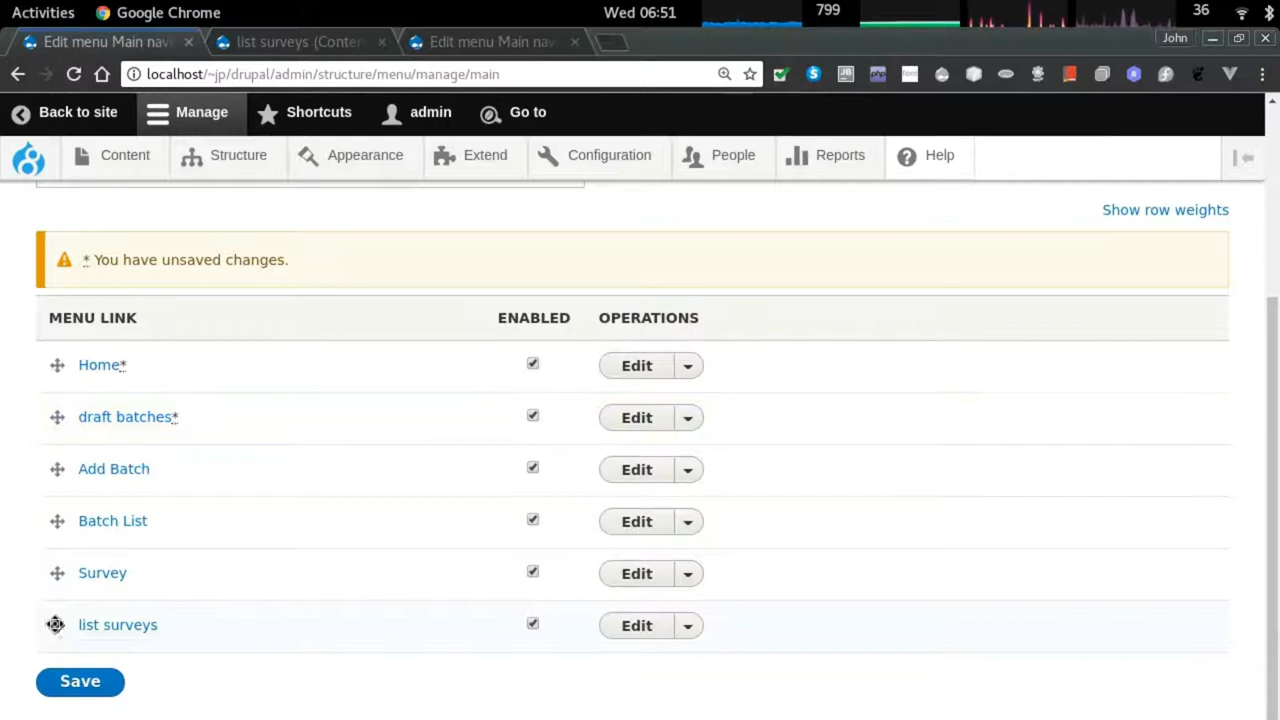 Activities Google Chrome Wed 06:51 799 36
Edit menu Main nav list surveys (Conten Edit menu Main nav John
localhost/~jp/drupal/admin/structure/menu/manage/main
Back to site Manage Shortcuts admin Go to
Content Structure Appearance Extend Configuration People Reports Help
Show row weights
* You have unsaved changes.
MENU LINK ENABLED OPERATIONS
Home* Edit
draft batches* Edit
Add Batch Edit
Batch List Edit
Survey Edit
list surveys Edit
Save